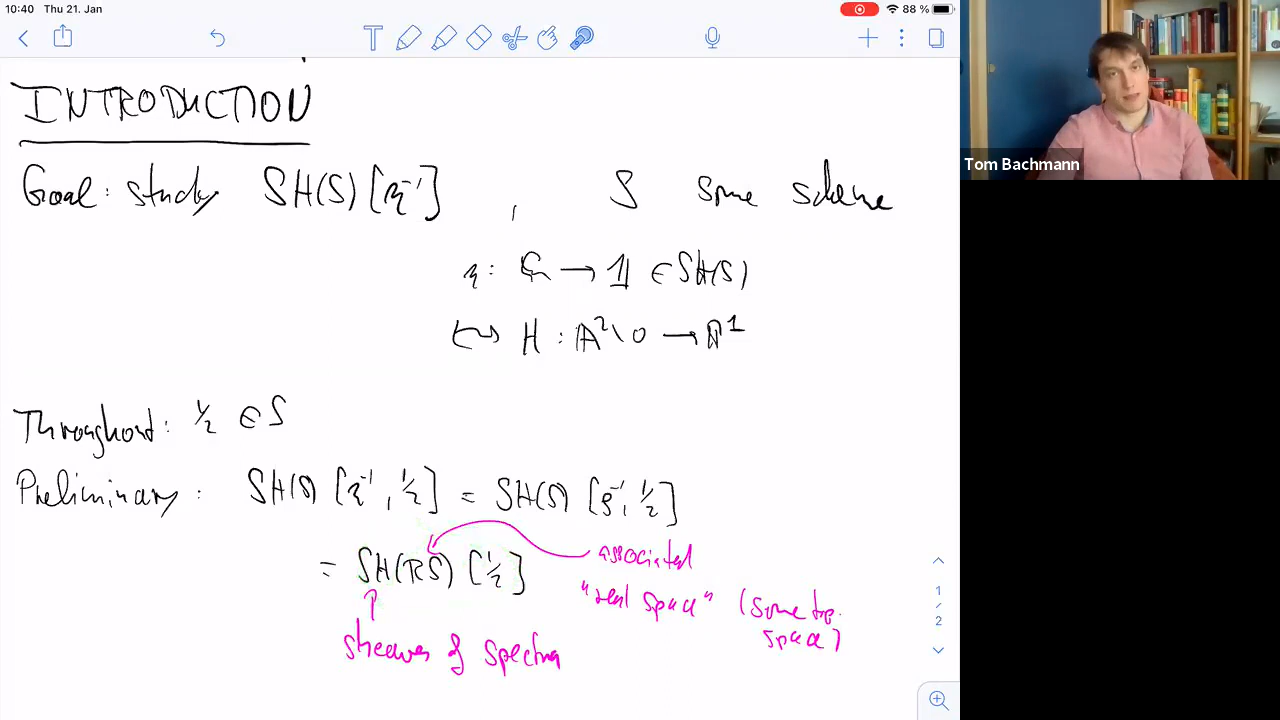 10:40 Thu 21. Jan
88 %
INTRODUCTION
Goal: study SH(S)[η⁻¹] , S some scheme
η: 𝔾ₘ → 𝟙 ∈ SH(S)
↔ H : 𝔸²\0 → ℙ¹
Throughout: 1/2 ∈ S
Preliminary: SH(S)[η⁻¹, 1/2] = SH(S)[ρ⁻¹, 1/2]
= SH(RS)[1/2]
associated
"real space" (some top. space)
sheaves of spectra
1/2
Tom Bachmann